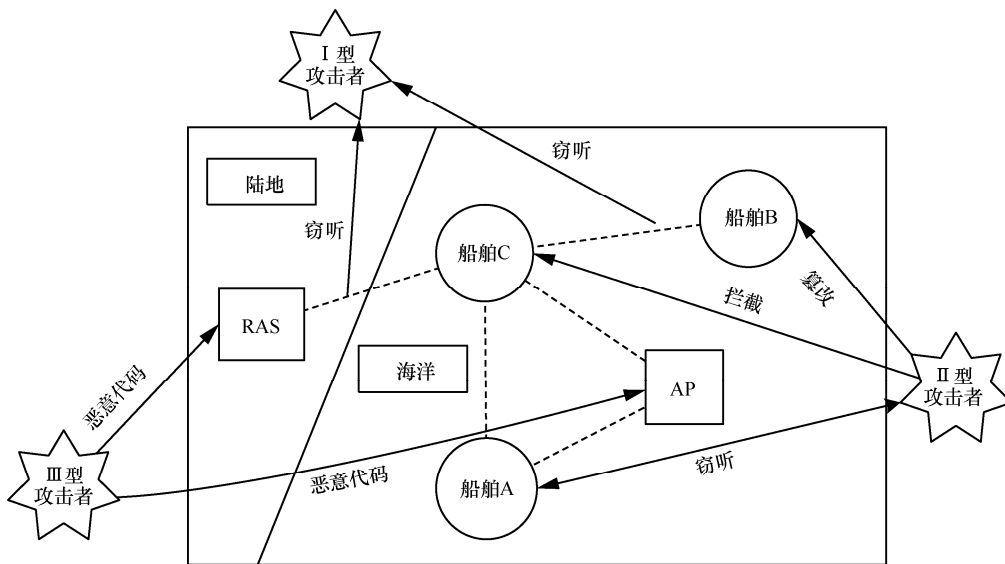 Ⅰ型
攻击者
窃听
陆地
船舶B
窃听
船舶C
篡改
拦截
RAS
海洋
Ⅱ型
攻击者
AP
恶意代码
Ⅲ型
攻击者
窃听
恶意代码
船舶A